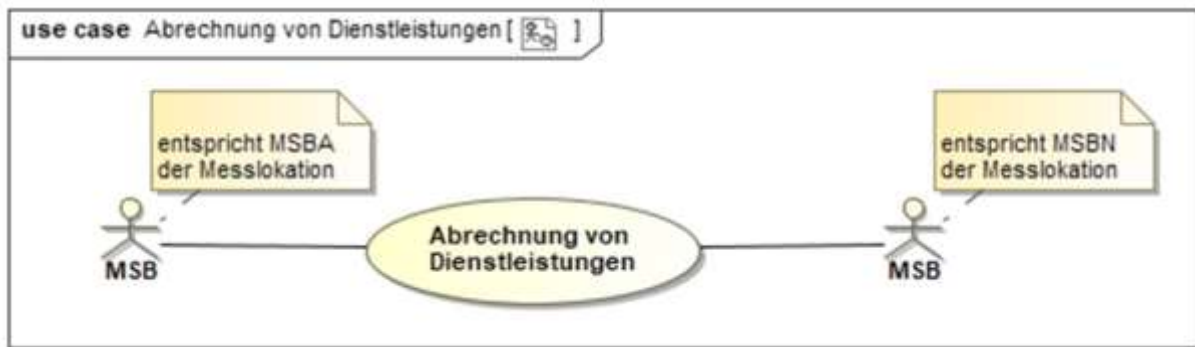 use case Abrechnung von Dienstleistungen [ ]
entspricht MSBA
der Messlokation
entspricht MSBN
der Messlokation
Abrechnung von
Dienstleistungen
MSB
MSB